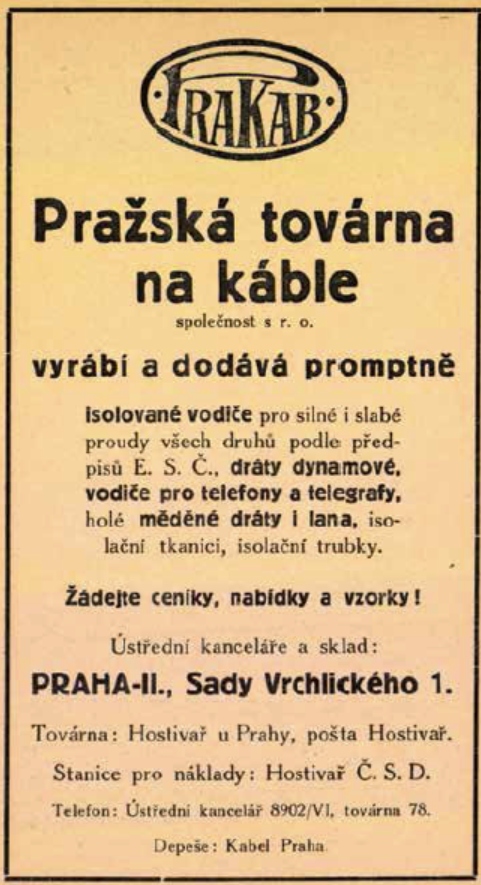 PRAKAB
Pražská továrna
na káble
společnost s r. o.
vyrábí a dodává promptně
isolované vodiče pro silné i slabé
proudy všech druhů podle před-
pisů E. S. Č., dráty dynamové,
vodiče pro telefony a telegrafy,
holé měděné dráty i lana, iso-
lační tkanici, isolační trubky.
Žádejte ceníky, nabídky a vzorky!
Ústřední kanceláře a sklad:
PRAHA-II., Sady Vrchlického 1.
Továrna: Hostivař u Prahy, pošta Hostivař.
Stanice pro náklady: Hostivař Č. S. D.
Telefon: Ústřední kancelář 8902/VI, továrna 78.
Depeše: Kabel Praha.